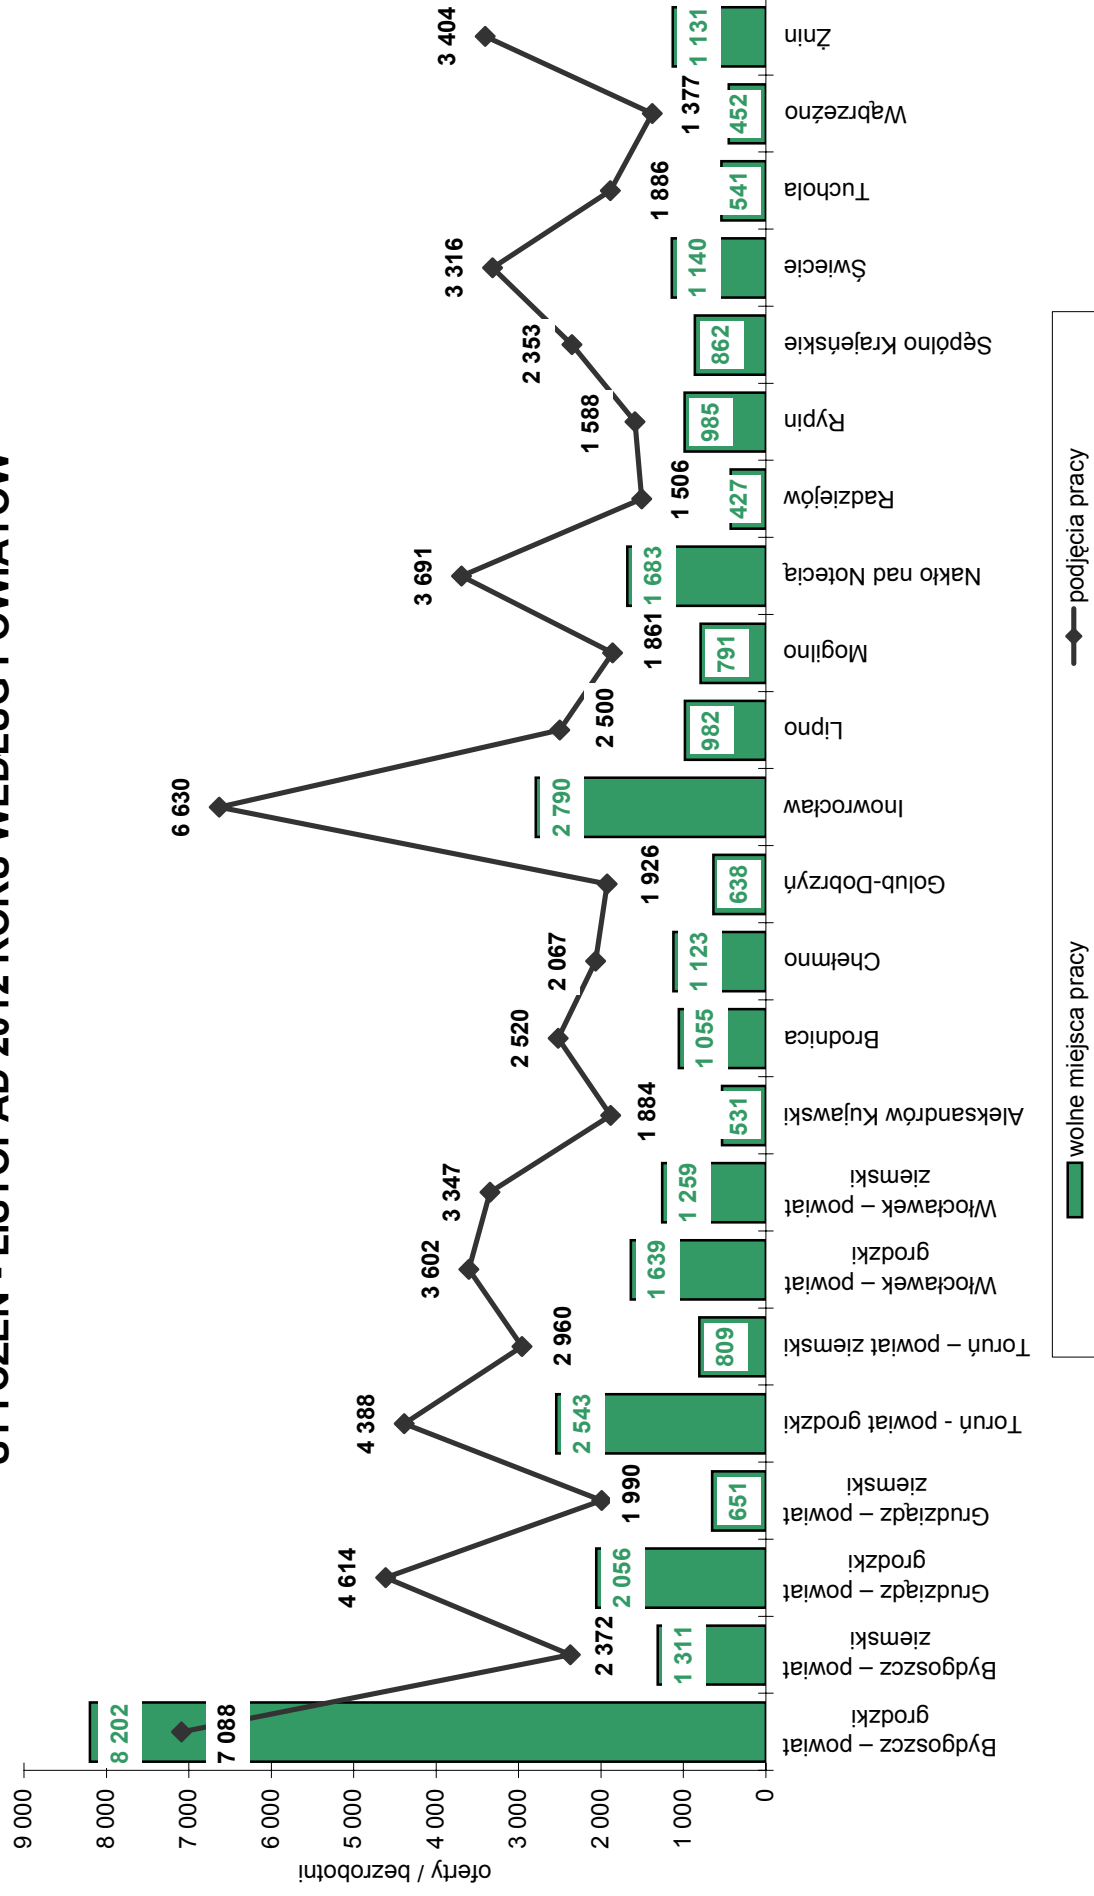 STYCZEŃ - LISTOPAD 2012 ROKU WEDŁUG POWIATÓW
oferty / bezrobotni
9 000
8 000
7 000
6 000
5 000
4 000
3 000
2 000
1 000
0
8 202
7 088
1 311
2 372
2 056
4 614
651
1 990
2 543
4 388
809
2 960
1 639
3 602
1 259
3 347
531
1 884
1 055
2 520
1 123
2 067
638
1 926
2 790
6 630
982
2 500
791
1 861
1 683
3 691
427
1 506
985
1 588
862
2 353
1 140
3 316
541
1 886
452
1 377
1 131
3 404
Bydgoszcz – powiat
grodzki
Bydgoszcz – powiat
ziemski
Grudziądz – powiat
grodzki
Grudziądz – powiat
ziemski
Toruń - powiat grodzki
Toruń – powiat ziemski
Włocławek – powiat
grodzki
Włocławek – powiat
ziemski
Aleksandrów Kujawski
Brodnica
Chełmno
Golub-Dobrzyń
Inowrocław
Lipno
Mogilno
Nakło nad Notecią
Radziejów
Rypin
Sępólno Krajeńskie
Świecie
Tuchola
Wąbrzeźno
Żnin
wolne miejsca pracy
podjęcia pracy